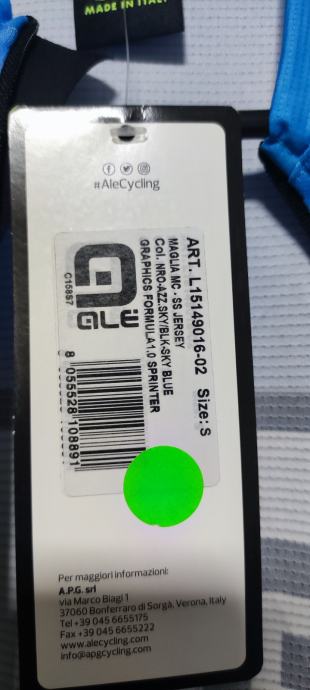 MADE IN ITALY
#AleCycling
ART. L15149016-02 Size: S
MAGLIA MC - SS JERSEY
Col. NRO-AZZ.SKY/BLK-SKY BLUE
GRAPHICS FORMULA1.0 SPRINTER
ALÉ
C15857
8 055528 108891
Per maggiori informazioni:
A.P.G. srl
via Marco Biagi 1
37060 Bonferraro di Sorgà, Verona, Italy
Tel +39 045 6655175
Fax +39 045 6655222
www.alecycling.com
info@apgcycling.com